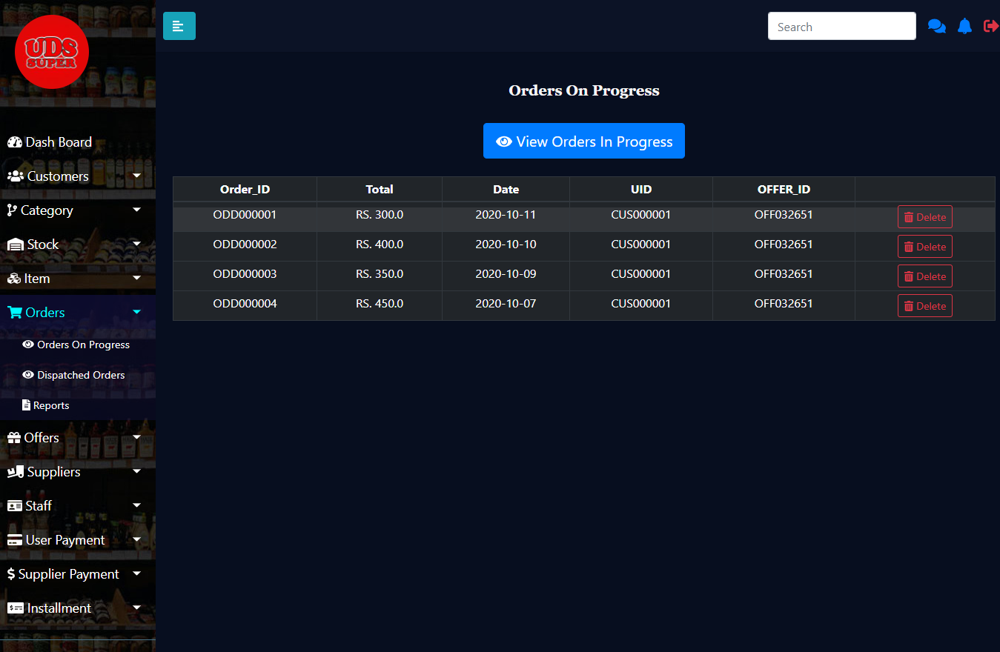 UDS
SUPER
Search
Dash Board
Customers
Category
Stock
Item
Orders
Orders On Progress
Dispatched Orders
Reports
Offers
Suppliers
Staff
User Payment
Supplier Payment
Installment
Orders On Progress
View Orders In Progress
Order_ID Total Date UID OFFER_ID
ODD000001 RS. 300.0 2020-10-11 CUS000001 OFF032651 Delete
ODD000002 RS. 400.0 2020-10-10 CUS000001 OFF032651 Delete
ODD000003 RS. 350.0 2020-10-09 CUS000001 OFF032651 Delete
ODD000004 RS. 450.0 2020-10-07 CUS000001 OFF032651 Delete